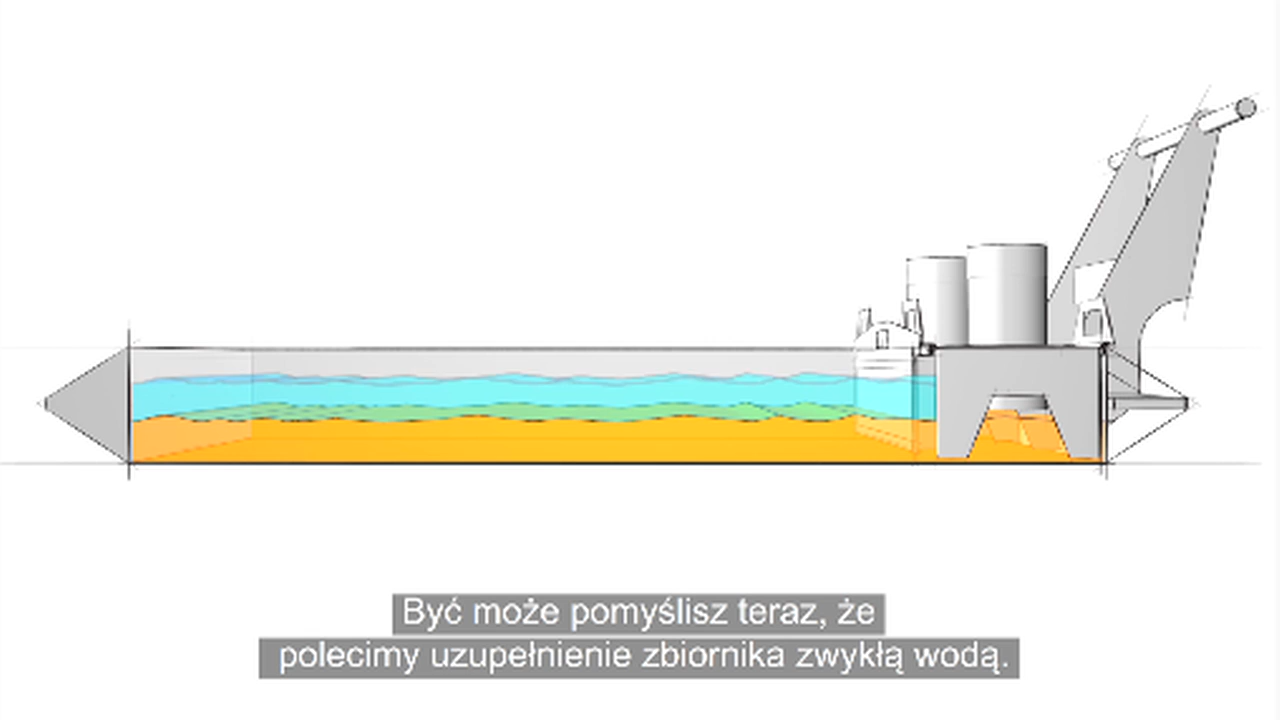 Być może pomyślisz teraz, że
polecimy uzupełnienie zbiornika zwykłą wodą.